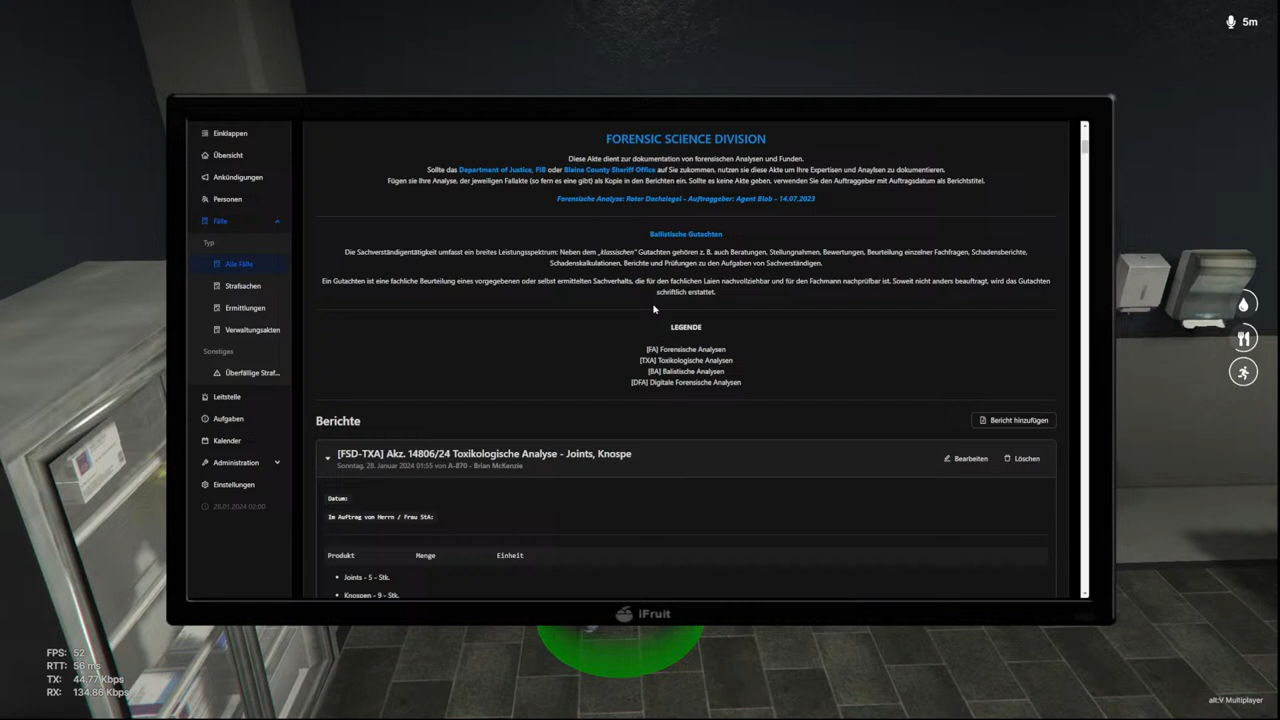 5m
Einklappen
Übersicht
Ankündigungen
Personen
Fälle
Typ
Alle Fälle
Strafsachen
Ermittlungen
Verwaltungsakten
Sonstiges
Überfällige Straf...
Leitstelle
Aufgaben
Kalender
Administration
Einstellungen
28.01.2024 02:00
FORENSIC SCIENCE DIVISION
Diese Akte dient zur dokumentation von forensischen Analysen und Funden.
Sollte das Department of Justice, FIB oder Blaine County Sheriff Office auf Sie zukommen, nutzen sie diese Akte um Ihre Expertisen und Anaylsen zu dokumentieren.
Fügen sie Ihre Analyse, der jeweiligen Fallakte (so fern es eine gibt) als Kopie in den Berichten ein. Sollte es keine Akte geben, verwenden Sie den Auftraggeber mit Auftragsdatum als Berichtstitel.
Forensische Analyze: Roter Dachziegel - Auftraggeber: Agent Blob - 14.07.2023
Ballistische Gutachten
Die Sachverständigentätigkeit umfasst ein breites Leistungsspektrum: Neben dem „klassischen“ Gutachten gehören z. B. auch Beratungen, Stellungnahmen, Bewertungen, Beurteilung einzelner Fachfragen, Schadensberichte,
Schadenskalkulationen, Berichte und Prüfungen zu den Aufgaben von Sachverständigen.
Ein Gutachten ist eine fachliche Beurteilung eines vorgegebenen oder selbst ermittelten Sachverhalts, die für den fachlichen Laien nachvollziehbar und für den Fachmann nachprüfbar ist. Soweit nicht anders beauftragt, wird das Gutachten
schriftlich erstattet.
LEGENDE
[FA] Forensische Analysen
[TXA] Toxikologische Analysen
[BA] Balistische Analysen
[DFA] Digitale Forensische Analysen
Berichte
Bericht hinzufügen
[FSD-TXA] Akz. 14806/24 Toxikologische Analyse - Joints, Knospe
Sonntag, 28. Januar 2024 01:55 von A-870 - Brian McKenzie
Bearbeiten
Löschen
Datum:
Im Auftrag von Herrn / Frau StA:
Produkt Menge Einheit
Joints - 5 - Stk.
Knospen - 9 - Stk.
iFruit
FPS: 52
RTT: 56 ms
TX: 44.77 Kbps
RX: 134.86 Kbps
alt:V Multiplayer